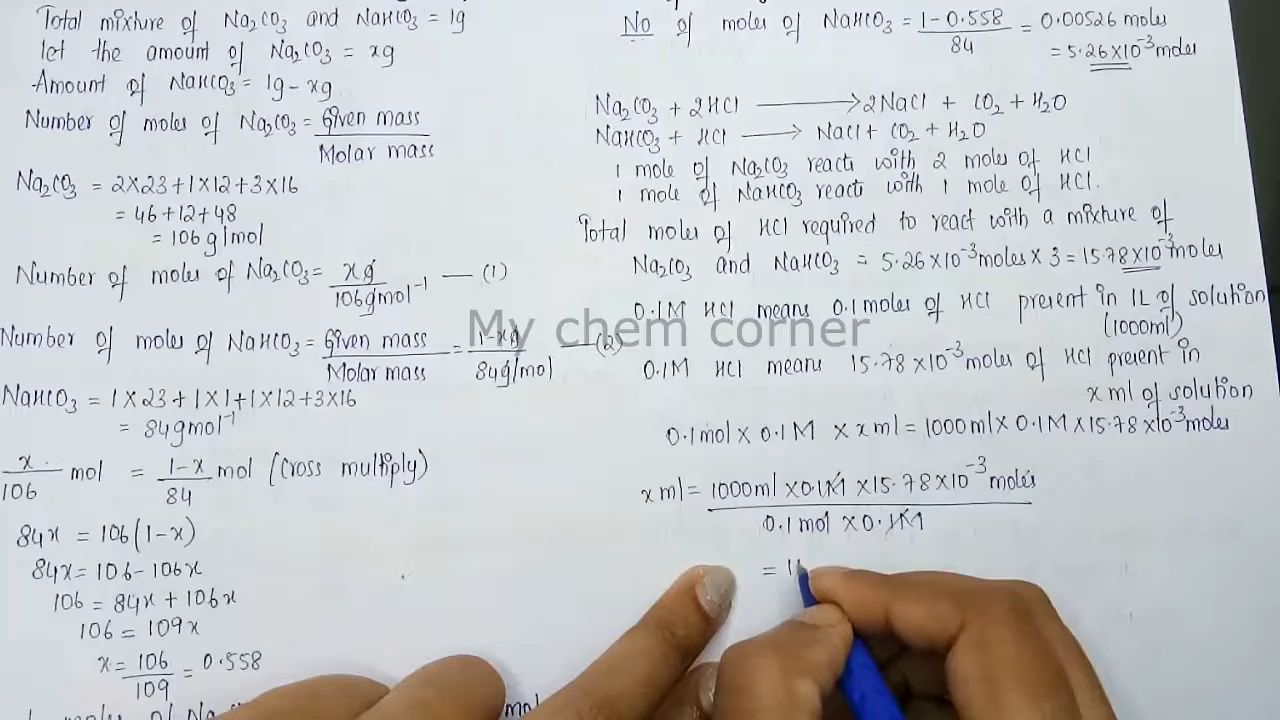 Total mixture of Na2CO3 and NaHCO3 = 1g
let the amount of Na2CO3 = xg
Amount of NaHCO3 = 1g - xg
Number of moles of Na2CO3 = Given mass
Molar mass
Na2CO3 = 2×23+1×12+3×16
= 46+12+48
= 106 g/mol
Number of moles of Na2CO3 = xg — (1)
106gmol⁻¹
Number of moles of NaHCO3 = Given mass = 1-xg — (2)
Molar mass 84g/mol
NaHCO3 = 1×23+1×1+1×12+3×16
= 84gmol⁻¹
x mol = 1-x mol (cross multiply)
106 84
84x = 106(1-x)
84x = 106-106x
106 = 84x+106x
106 = 109x
x = 106 = 0.558
109
moles of
No of moles of NaHCO3 = 1-0.558 = 0.00526 moles
84
= 5.26×10⁻³ moles
Na2CO3 + 2HCl ⟶ 2NaCl + CO2 + H2O
NaHCO3 + HCl ⟶ NaCl + CO2 + H2O
1 mole of Na2CO3 reacts with 2 moles of HCl
1 mole of NaHCO3 reacts with 1 mole of HCl.
Total moles of HCl required to react with a mixture of
Na2CO3 and NaHCO3 = 5.26×10⁻³moles×3 = 15.78×10⁻³moles
0.1M HCl means 0.1moles of HCl present in 1L of solution
(1000ml)
My chem corner
0.1M HCl means 15.78×10⁻³ moles of HCl present in
x ml of solution
0.1mol × 0.1M × x ml = 1000ml × 0.1M × 15.78×10⁻³ moles
x ml = 1000ml × 0.1M × 15.78×10⁻³ moles
0.1 mol × 0.1M
= 1